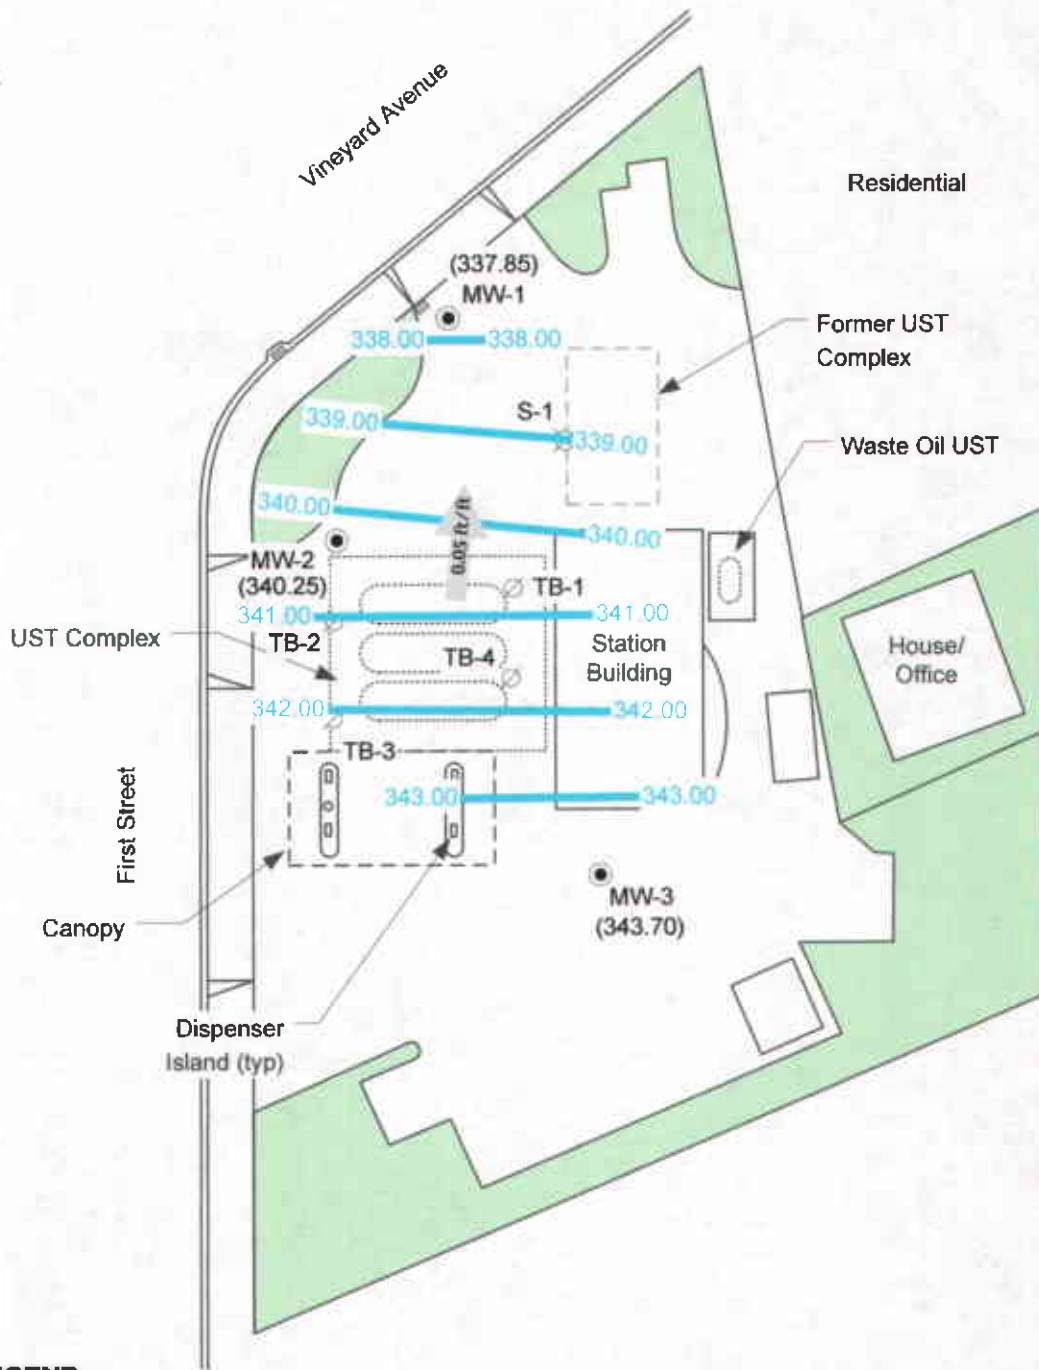 Vineyard Avenue
Residential
(337.85)
MW-1
338.00
338.00
Former UST
Complex
S-1
339.00
339.00
Waste Oil UST
340.00
340.00
0.05 ft/ft
MW-2
(340.25)
TB-1
341.00
341.00
UST Complex
TB-2
TB-4
Station
Building
House/
Office
342.00
342.00
TB-3
343.00
343.00
First Street
MW-3
(343.70)
Canopy
Dispenser
Island (typ)